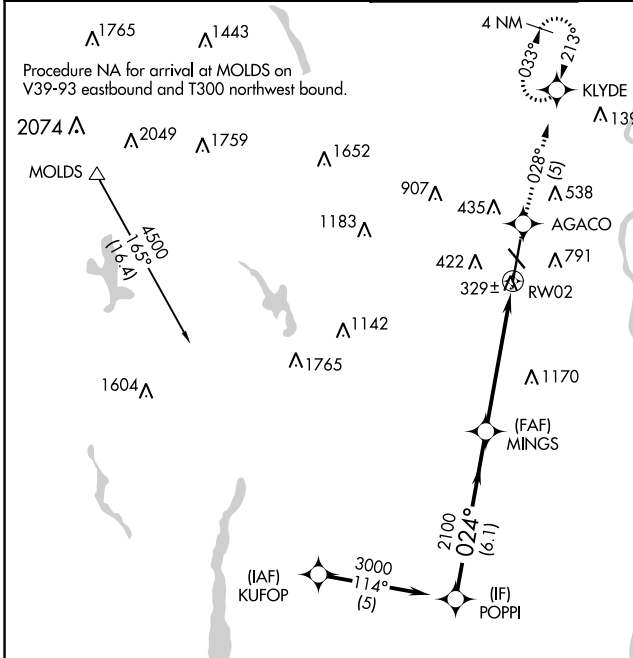 1765
1443
4 NM
033°
213°
Procedure NA for arrival at MOLDS on
V39-93 eastbound and T300 northwest bound.
KLYDE
139
2074
2049
1759
1652
028°
(5)
MOLDS
907
435
538
AGACO
4500
165°
(16.4)
1183
422
791
329±
RW02
1142
1765
1604
1170
(FAF)
MINGS
2100
024°
(6.1)
(IAF)
KUFOP
3000
114°
(5)
(IF)
POPPI